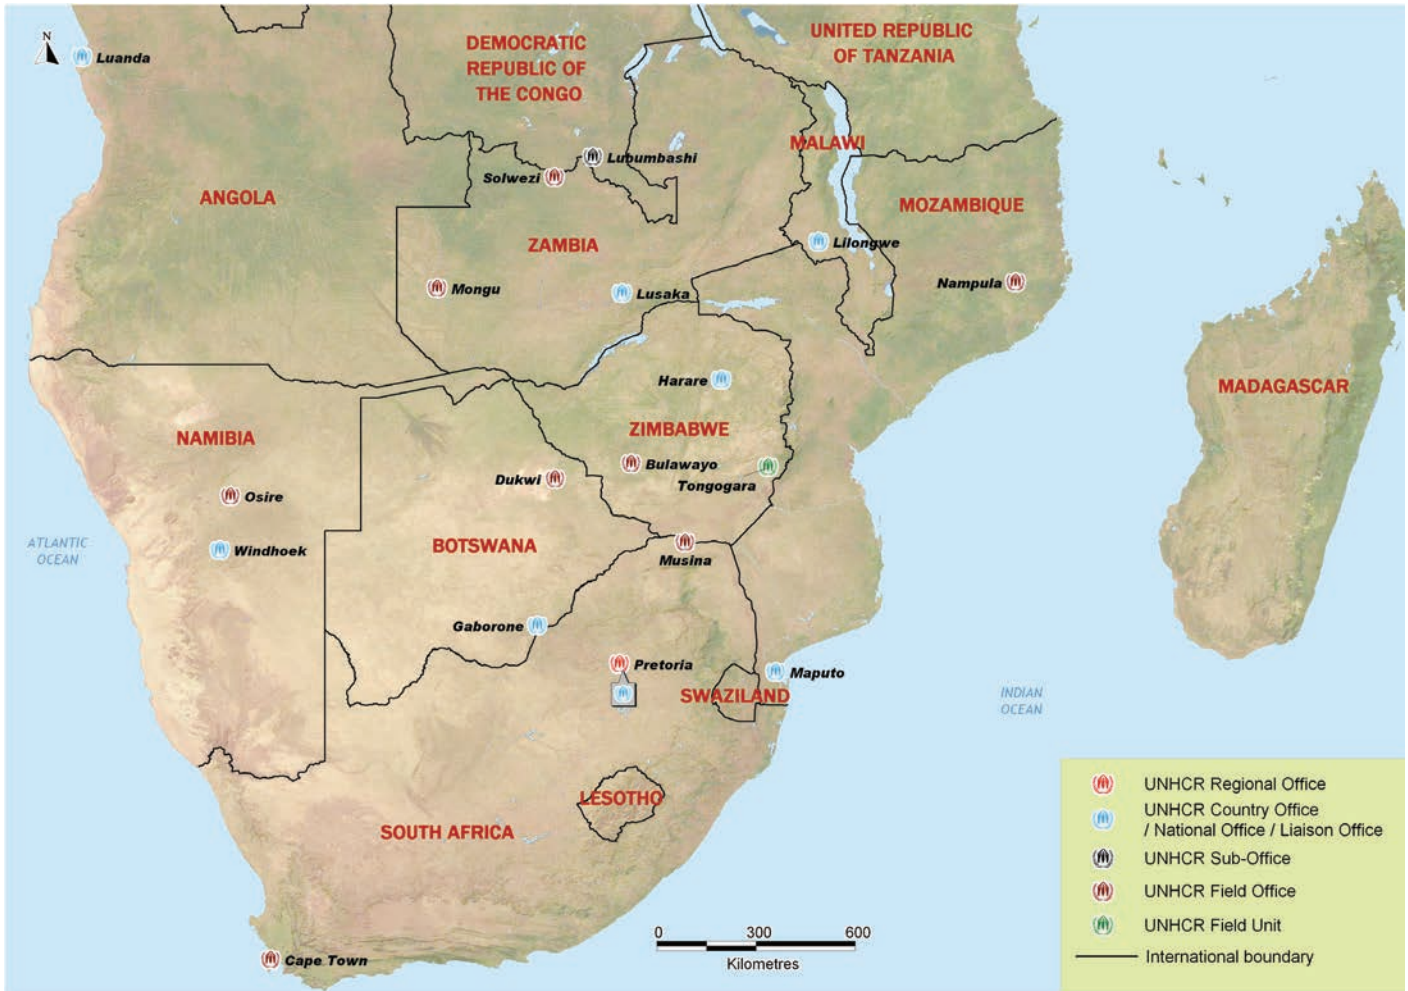 N
Luanda
DEMOCRATIC
REPUBLIC OF
THE CONGO
UNITED REPUBLIC
OF TANZANIA
MALAWI
Lubumbashi
Solwezi
ANGOLA
MOZAMBIQUE
ZAMBIA
Lilongwe
Mongu
Lusaka
Nampula
Harare
MADAGASCAR
NAMIBIA
ZIMBABWE
Bulawayo
Dukwi
Tongogara
Osire
ATLANTIC
OCEAN
Windhoek
BOTSWANA
Musina
Gaborone
Pretoria
Maputo
SWAZILAND
INDIAN
OCEAN
LESOTHO
SOUTH AFRICA
Cape Town
0 300 600
Kilometres
UNHCR Regional Office
UNHCR Country Office
/ National Office / Liaison Office
UNHCR Sub-Office
UNHCR Field Office
UNHCR Field Unit
International boundary